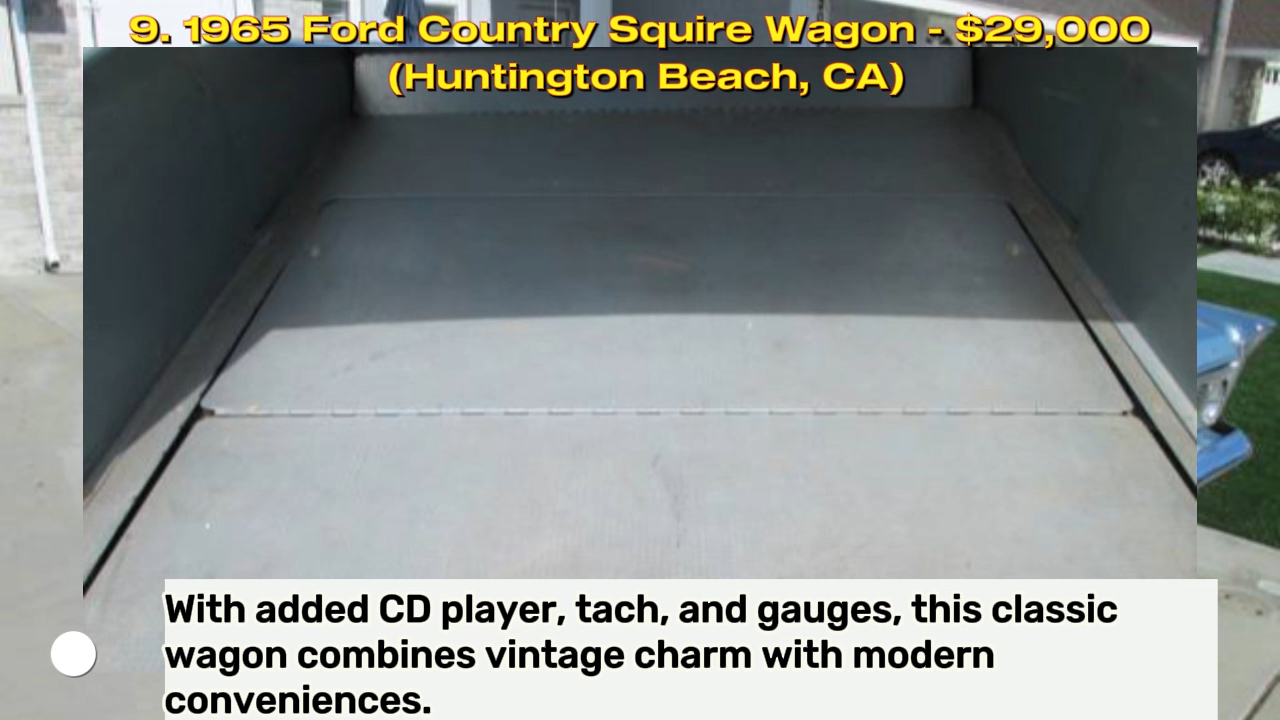 9. 1965 Ford Country Squire Wagon - $29,000
(Huntington Beach, CA)
With added CD player, tach, and gauges, this classic
wagon combines vintage charm with modern
conveniences.